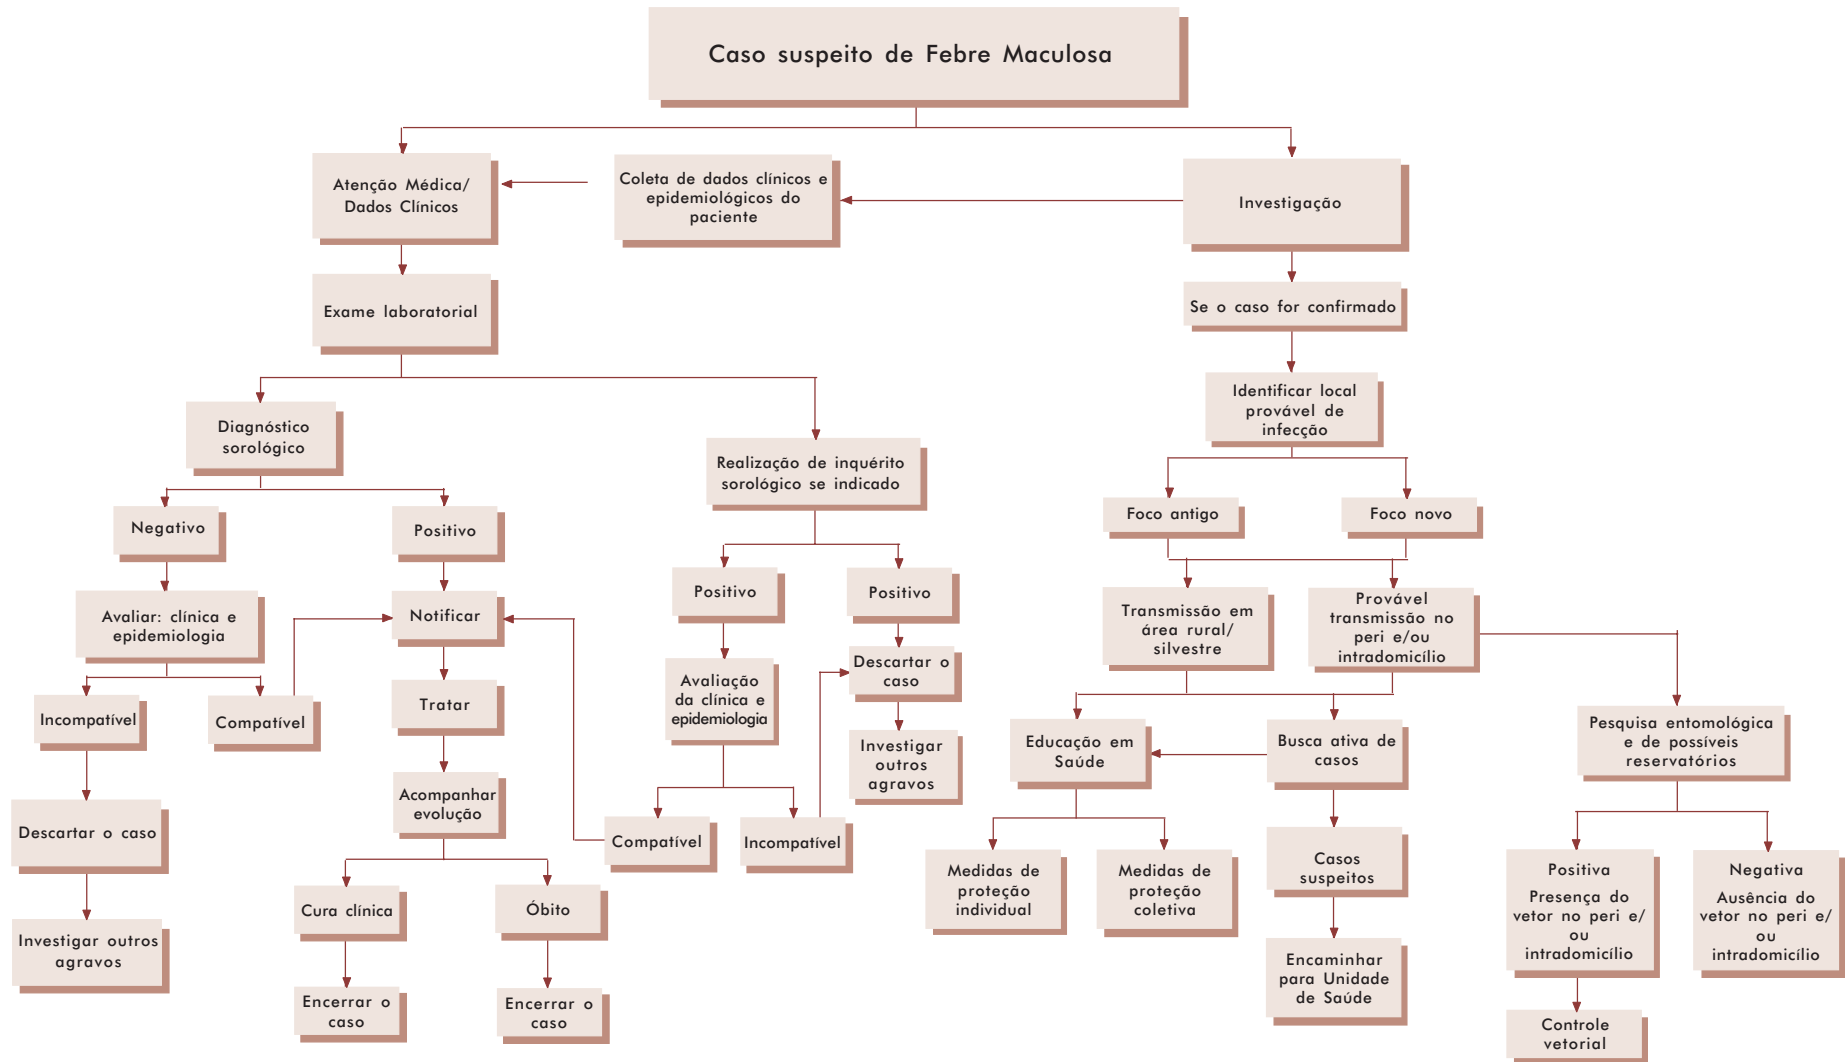 Caso suspeito de Febre Maculosa
Atenção Médica/
Dados Clínicos
Coleta de dados clínicos e
epidemiológicos do
paciente
Investigação
Exame laboratorial
Se o caso for confirmado
Identificar local
provável de
infecção
Diagnóstico
sorológico
Realização de inquérito
sorológico se indicado
Foco antigo
Foco novo
Negativo
Positivo
Positivo
Positivo
Avaliar: clínica e
epidemiologia
Notificar
Transmissão em
área rural/
silvestre
Provável
transmissão no
peri e/ou
intradomicílio
Avaliação
da clínica e
epidemiologia
Descartar o
caso
Incompatível
Compatível
Tratar
Investigar
outros
agravos
Educação em
Saúde
Busca ativa de
casos
Pesquisa entomológica
e de possíveis
reservatórios
Descartar o caso
Acompanhar
evolução
Compatível
Incompatível
Medidas de
proteção
individual
Medidas de
proteção
coletiva
Casos
suspeitos
Positiva
Presença do
vetor no peri e/
ou
intradomicílio
Negativa
Ausência do
vetor no peri e/
ou
intradomicílio
Investigar outros
agravos
Cura clínica
Óbito
Encaminhar
para Unidade
de Saúde
Encerrar o
caso
Encerrar o
caso
Controle
vetorial